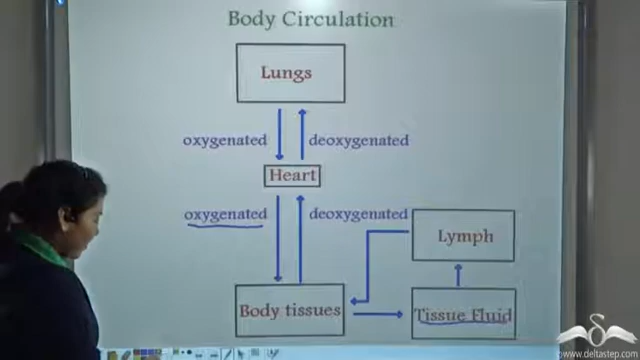 Body Circulation
Lungs
oxygenated
deoxygenated
Heart
oxygenated
deoxygenated
Lymph
Body tissues
Tissue Fluid
www.deltastep.com